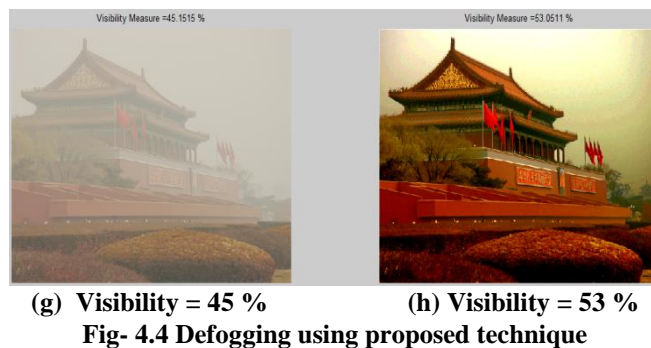 Visibility Measure =45.1515 %
Visibility Measure =53.0511 %
(g) Visibility = 45 %
(h) Visibility = 53 %
Fig- 4.4 Defogging using proposed technique